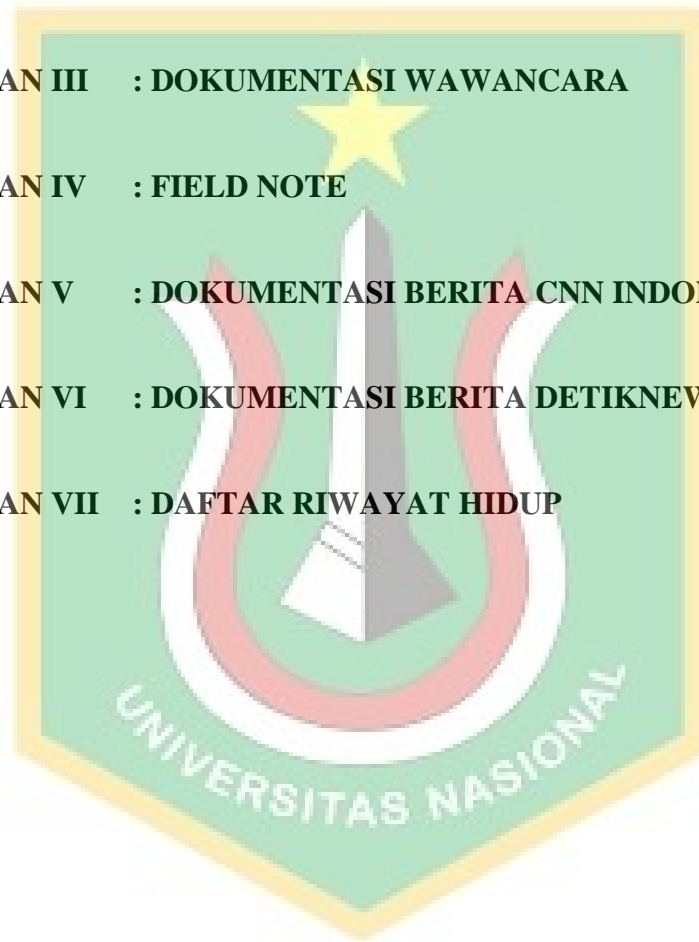 AN III : DOKUMENTASI WAWANCARA
AN IV : FIELD NOTE
AN V : DOKUMENTASI BERITA CNN INDO
AN VI : DOKUMENTASI BERITA DETIKNEW
AN VII : DAFTAR RIWAYAT HIDUP
UNIVERSITAS NASIONAL